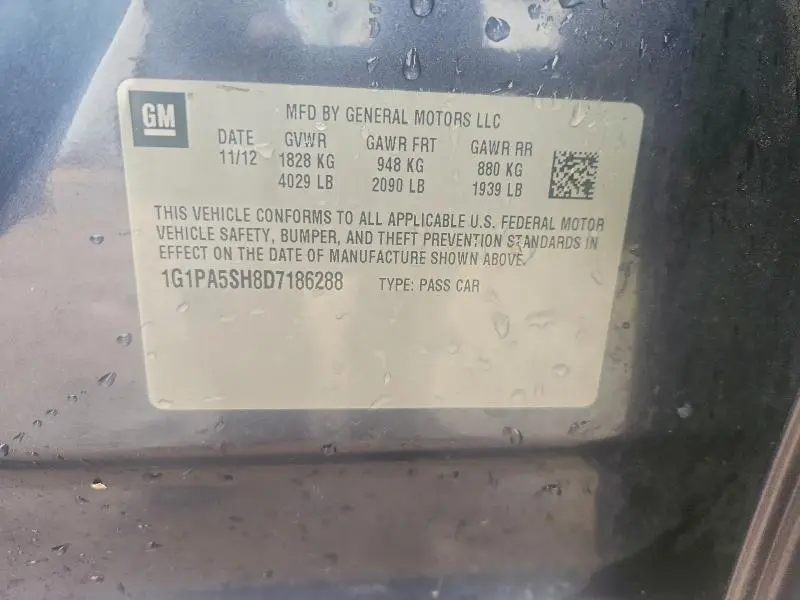 GM
MFD BY GENERAL MOTORS LLC
DATE GVWR GAWR FRT GAWR RR
11/12 1828 KG 948 KG 880 KG
4029 LB 2090 LB 1939 LB
THIS VEHICLE CONFORMS TO ALL APPLICABLE U.S. FEDERAL MOTOR
VEHICLE SAFETY, BUMPER, AND THEFT PREVENTION STANDARDS IN
EFFECT ON THE DATE OF MANUFACTURE SHOWN ABOVE.
1G1PA5SH8D7186288 TYPE: PASS CAR